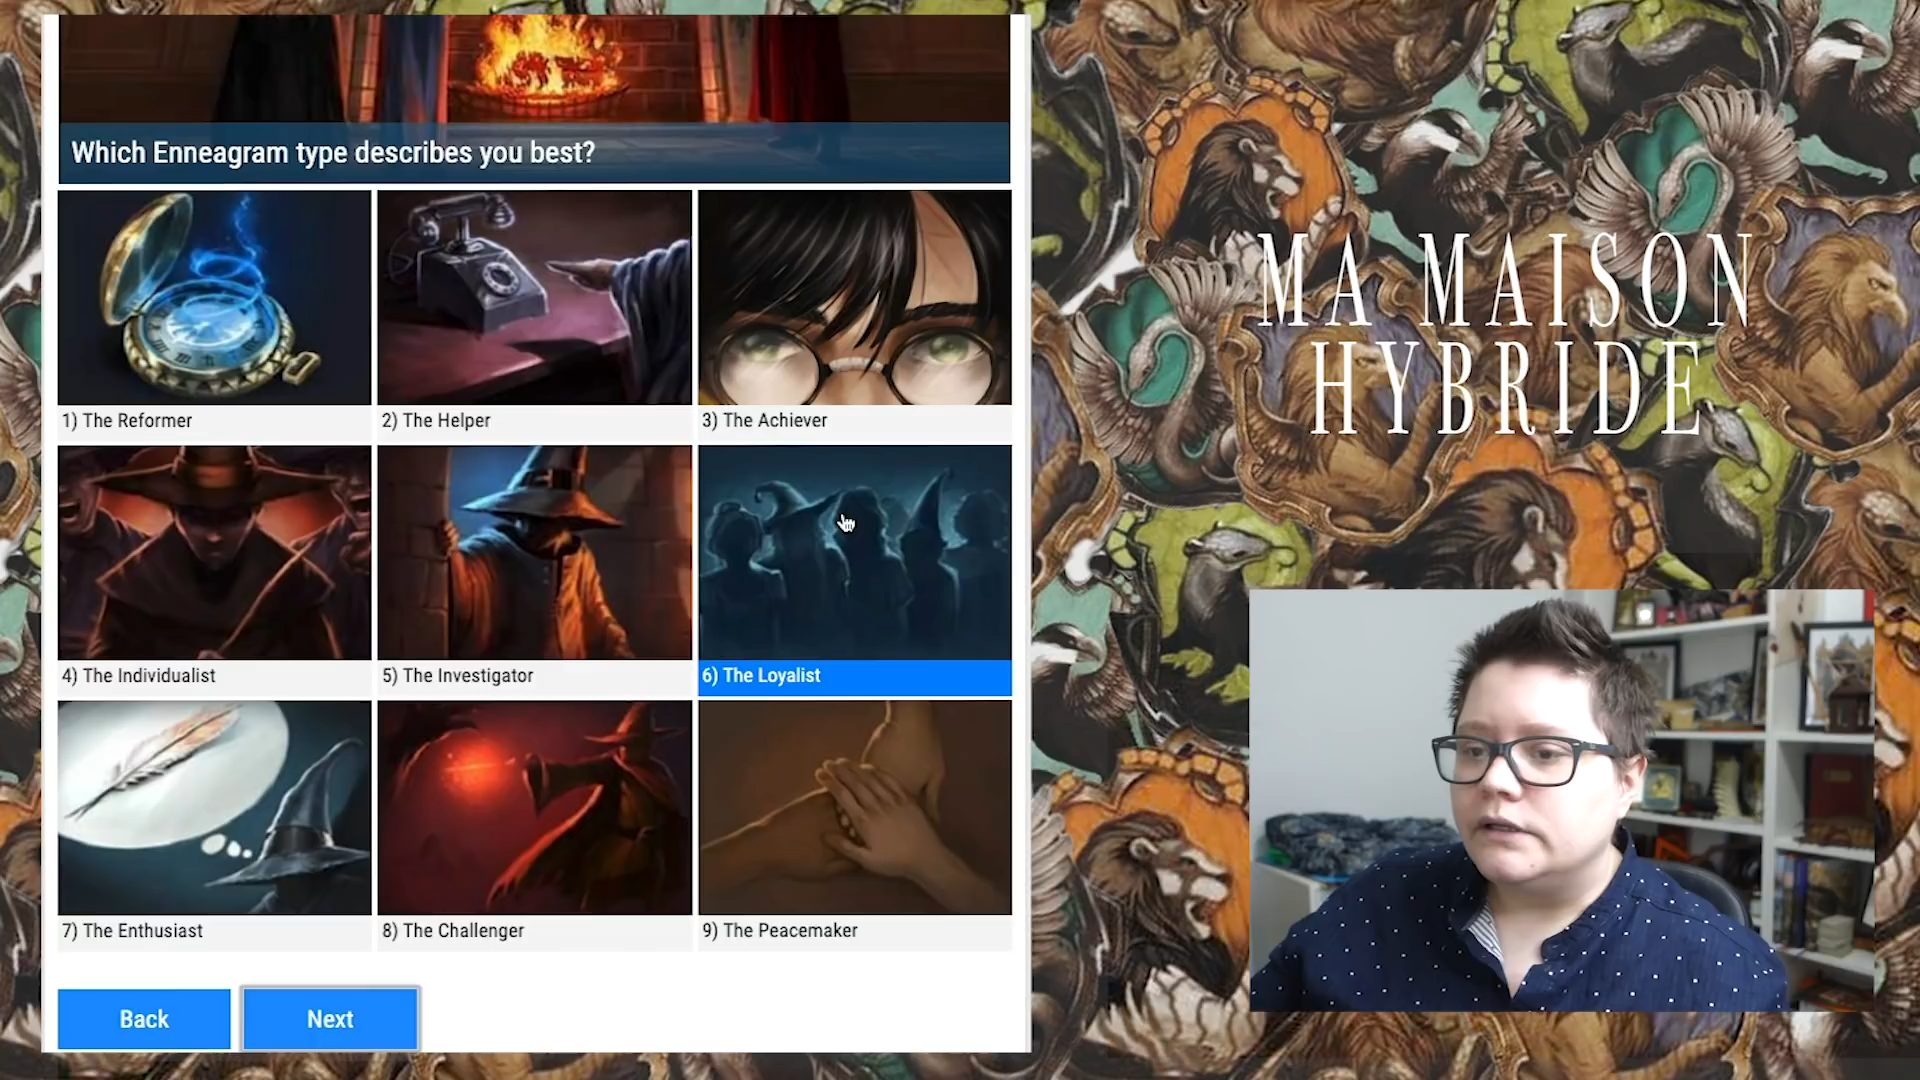 Which Enneagram type describes you best?
1) The Reformer
2) The Helper
3) The Achiever
4) The Individualist
5) The Investigator
6) The Loyalist
7) The Enthusiast
8) The Challenger
9) The Peacemaker
Back
Next
MA MAISON
HYBRIDE